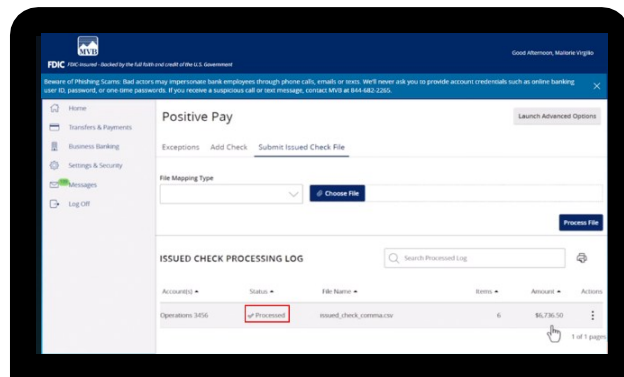 MVB
Good Afternoon, Malorie Virgilio
FDIC FDIC-Insured - Backed by the full faith and credit of the U.S. Government
Beware of Phishing Scams: Bad actors may impersonate bank employees through phone calls, emails or texts. We'll never ask you to provide account credentials such as online banking
user ID, password, or one-time passwords. If you receive a suspicious call or text message, contact MVB at 844-682-2265.
Home
Transfers & Payments
Business Banking
Settings & Security
Messages
Log Off
Positive Pay
Launch Advanced Options
Exceptions Add Check Submit Issued Check File
File Mapping Type
Choose File
Process File
ISSUED CHECK PROCESSING LOG
Search Processed Log
Account(s) Status File Name Items Amount Actions
Operations 3456 Processed issued_check_comma.csv 6 $6,736.50
1 of 1 pages